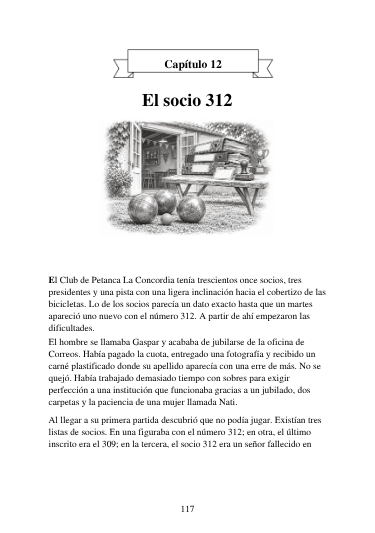 Capítulo 12
El socio 312
El Club de Petanca La Concordia tenía trescientos once socios, tres
presidentes y una pista con una ligera inclinación hacia el cobertizo de las
bicicletas. Lo de los socios parecía un dato exacto hasta que un martes
apareció uno nuevo con el número 312. A partir de ahí empezaron las
dificultades.
El hombre se llamaba Gaspar y acababa de jubilarse de la oficina de
Correos. Había pagado la cuota, entregado una fotografía y recibido un
carné plastificado donde su apellido aparecía con una erre de más. No se
quejó. Había trabajado demasiado tiempo con sobres para exigir
perfección a una institución que funcionaba gracias a un jubilado, dos
carpetas y la paciencia de una mujer llamada Nati.
Al llegar a su primera partida descubrió que no podía jugar. Existían tres
listas de socios. En una figuraba con el número 312; en otra, el último
inscrito era el 309; en la tercera, el socio 312 era un señor fallecido en
117